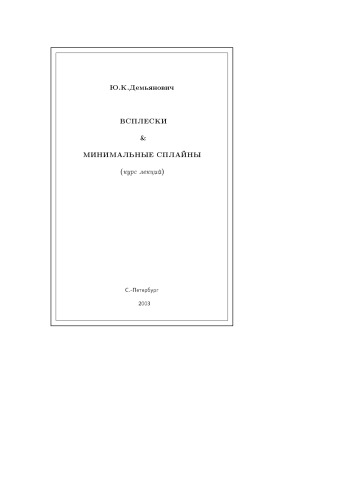 Ю.К.Демьянович
ВСПЛЕСКИ
&
МИНИМАЛЬНЫЕ СПЛАЙНЫ
(курс лекций)
С.-Петербург
2003